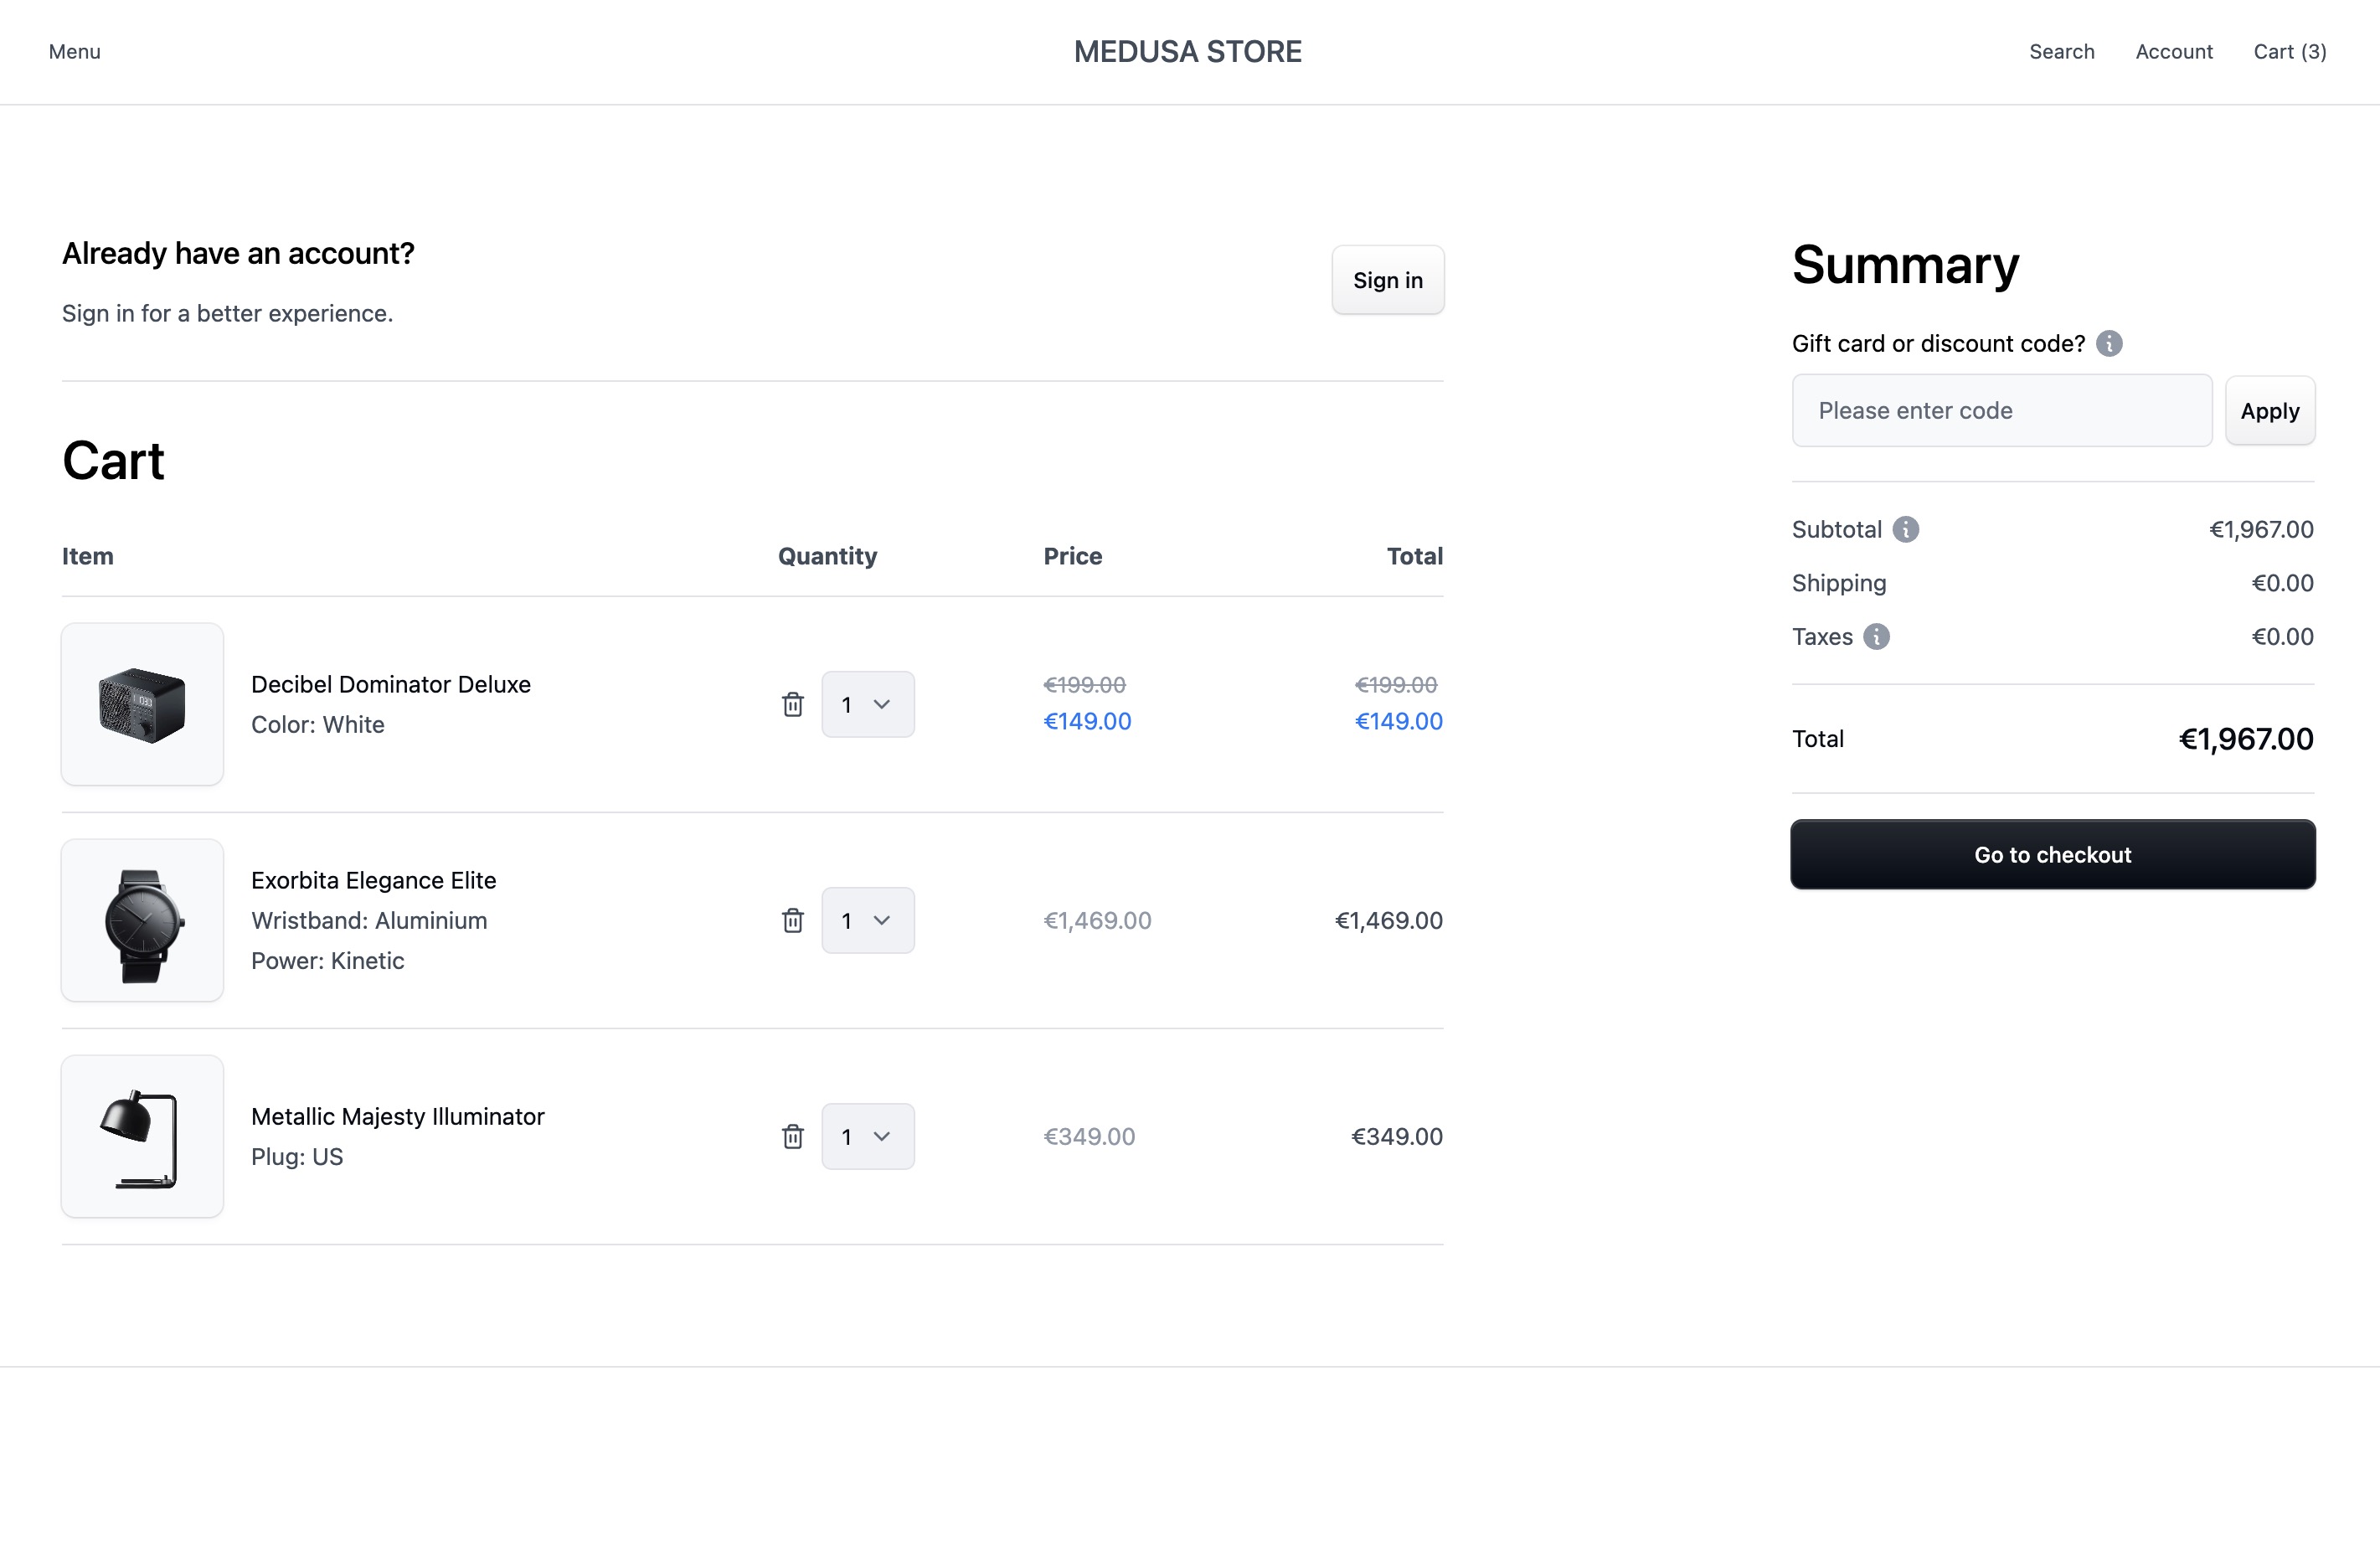 Menu
MEDUSA STORE
Search
Account
Cart (3)
Already have an account?
Sign in for a better experience.
Sign in
Cart
Item
Quantity
Price
Total
Decibel Dominator Deluxe
Color: White
1
€199.00
€149.00
€199.00
€149.00
Exorbita Elegance Elite
Wristband: Aluminium
Power: Kinetic
1
€1,469.00
€1,469.00
Metallic Majesty Illuminator
Plug: US
1
€349.00
€349.00
Summary
Gift card or discount code?
Please enter code
Apply
Subtotal
€1,967.00
Shipping
€0.00
Taxes
€0.00
Total
€1,967.00
Go to checkout